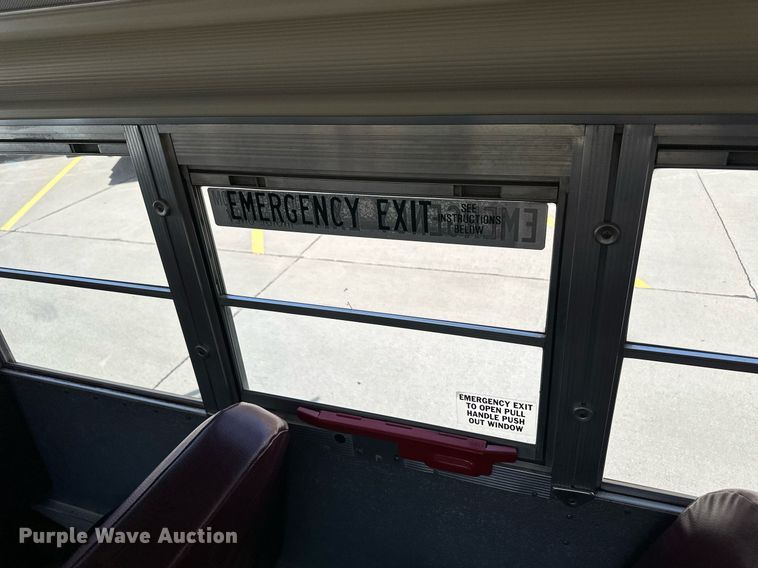 EMERGENCY EXIT
SEE
INSTRUCTIONS
BELOW
EMERGENCY EXIT
TO OPEN PULL
HANDLE PUSH
OUT WINDOW
Purple Wave Auction